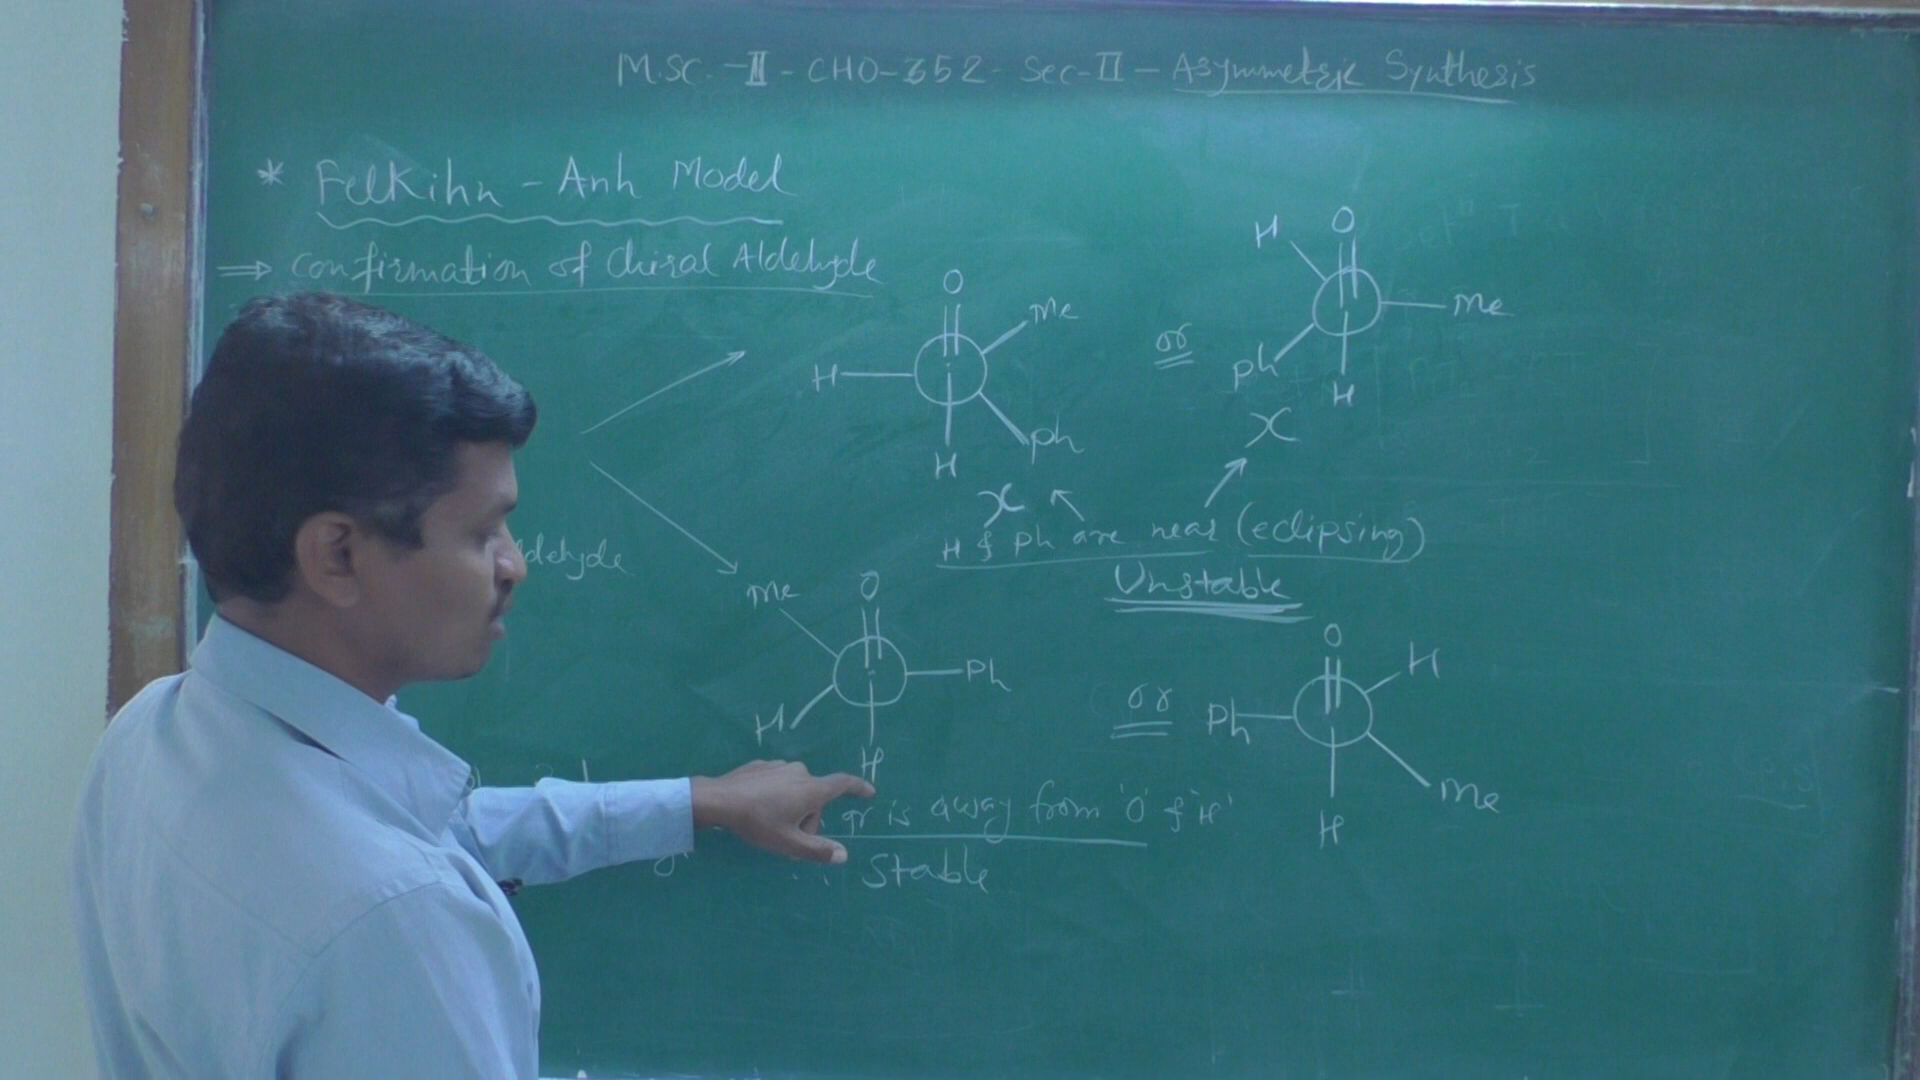 M.Sc. -II - CHO-352- Sec-II - Asymmetric Synthesis
* Felkihn - Anh Model
⇒ Confirmation of Chiral Aldehyde
O
Me
H
Ph
H
X
or
H
O
Me
Ph
H
X
H & Ph are near (eclipsing)
Unstable
ldehyde
Me
O
Ph
H
H
or
O
H
Ph
Me
H
gr is away from 'O' & 'H'
∴ Stable